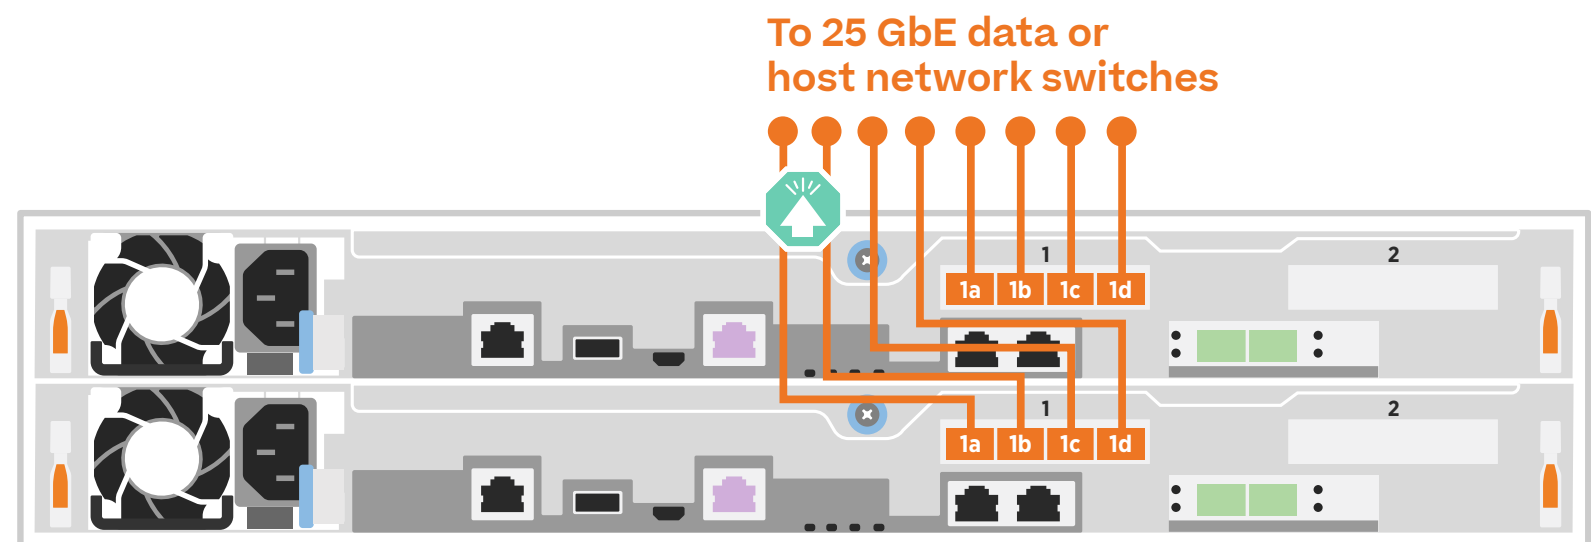 To 25 GbE data or
host network switches
1 2
1a 1b 1c 1d
1 2
1a 1b 1c 1d